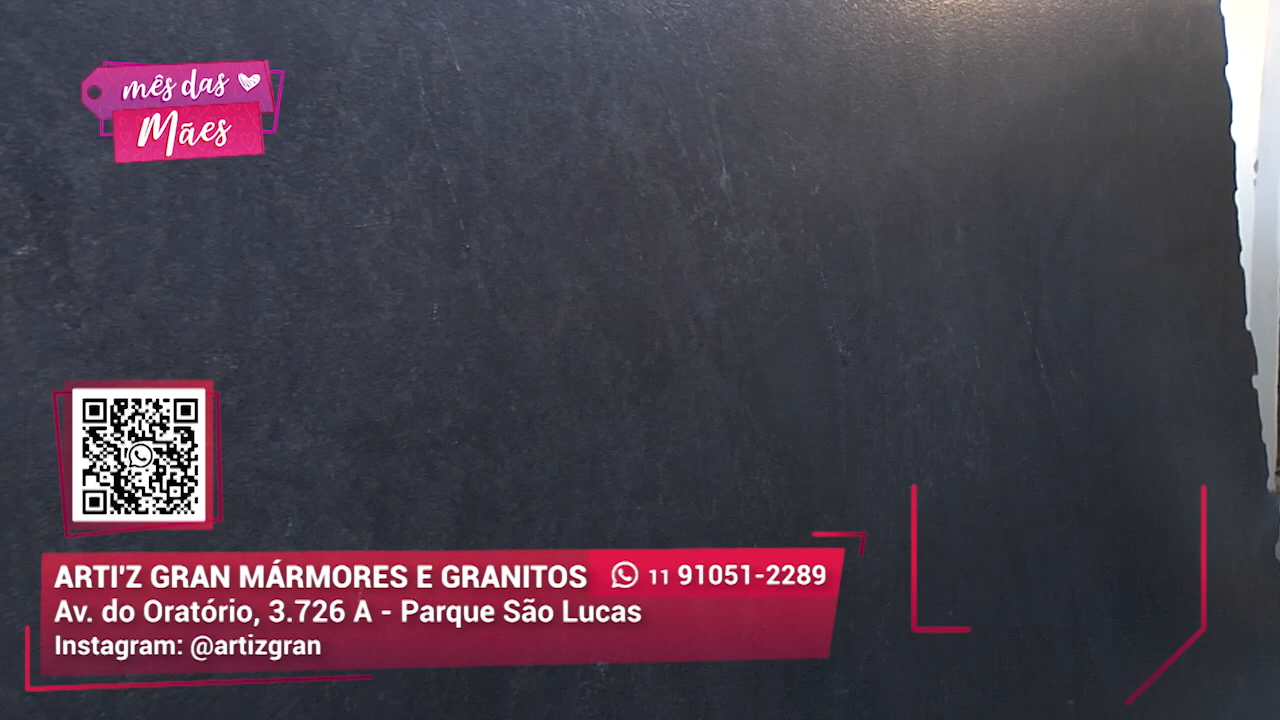 mês das
Mães
ARTI'Z GRAN MÁRMORES E GRANITOS 11 91051-2289
Av. do Oratório, 3.726 A - Parque São Lucas
Instagram: @artizgran